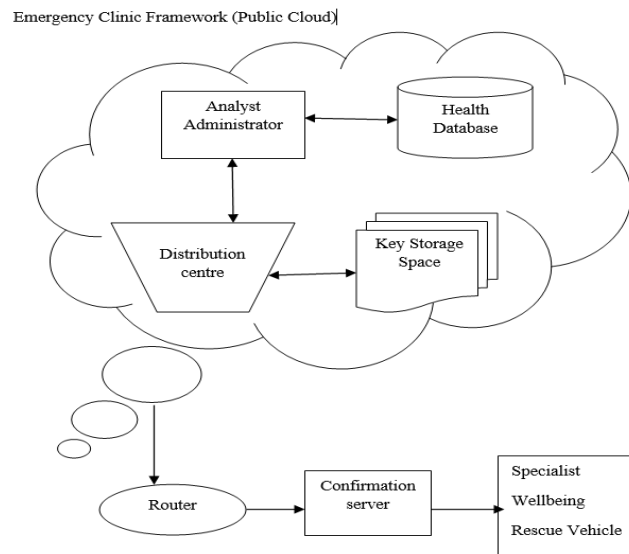 Emergency Clinic Framework (Public Cloud)
Analyst
Administrator
Health
Database
Distribution
centre
Key Storage
Space
Router
Confirmation
server
Specialist
Wellbeing
Rescue Vehicle